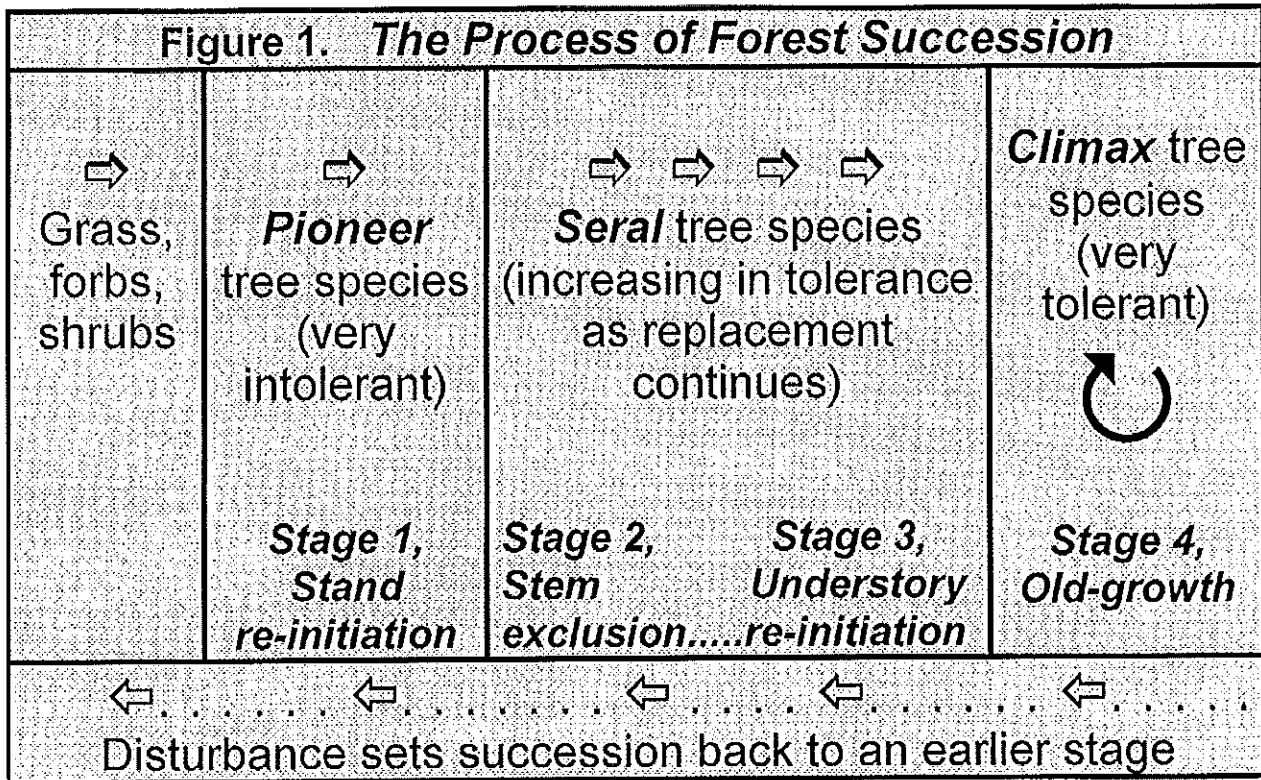 Figure 1. The Process of Forest Succession
Grass,
forbs,
shrubs
Pioneer
tree species
(very
intolerant)
Stage 1,
Stand
re-initiation
Seral tree species
(increasing in tolerance
as replacement
continues)
Stage 2,
Stem
exclusion.....
Stage 3,
Understory
re-initiation
Climax tree
species
(very
tolerant)
Stage 4,
Old-growth
Disturbance sets succession back to an earlier stage